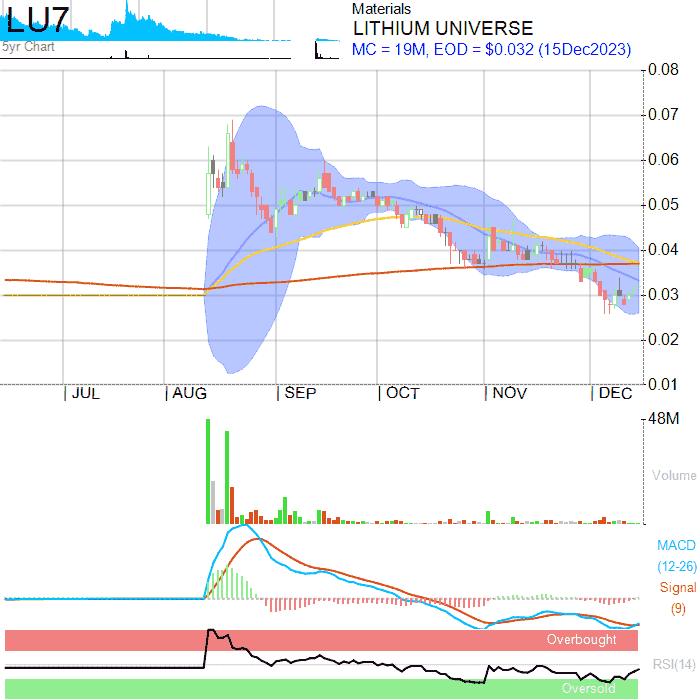 LU7
5yr Chart
Materials
LITHIUM UNIVERSE
MC = 19M, EOD = $0.032 (15Dec2023)
0.08
0.07
0.06
0.05
0.04
0.03
0.02
0.01
JUL
AUG
SEP
OCT
NOV
DEC
48M
Volume
MACD
(12-26)
Signal
(9)
Overbought
RSI(14)
Oversold